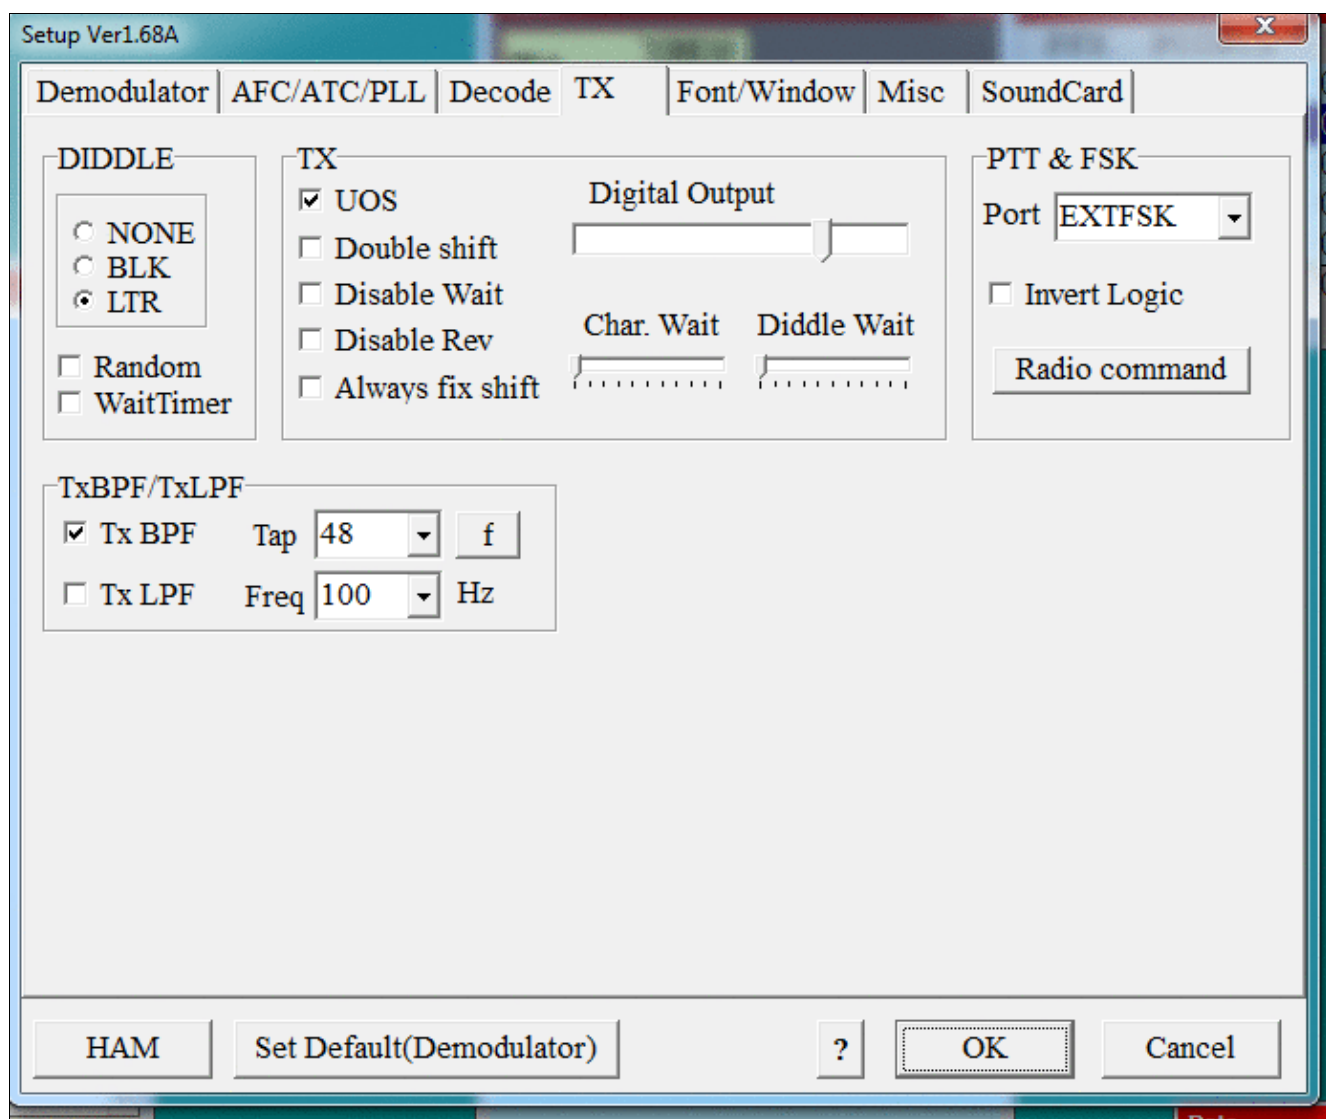 Setup Ver1.68A
Demodulator AFC/ATC/PLL Decode TX Font/Window Misc SoundCard
DIDDLE
NONE
BLK
LTR
Random
WaitTimer
TX
UOS
Double shift
Disable Wait
Disable Rev
Always fix shift
Digital Output
Char. Wait Diddle Wait
PTT & FSK
Port EXTFSK
Invert Logic
Radio command
TxBPF/TxLPF
Tx BPF Tap 48 f
Tx LPF Freq 100 Hz
HAM Set Default(Demodulator) ? OK Cancel